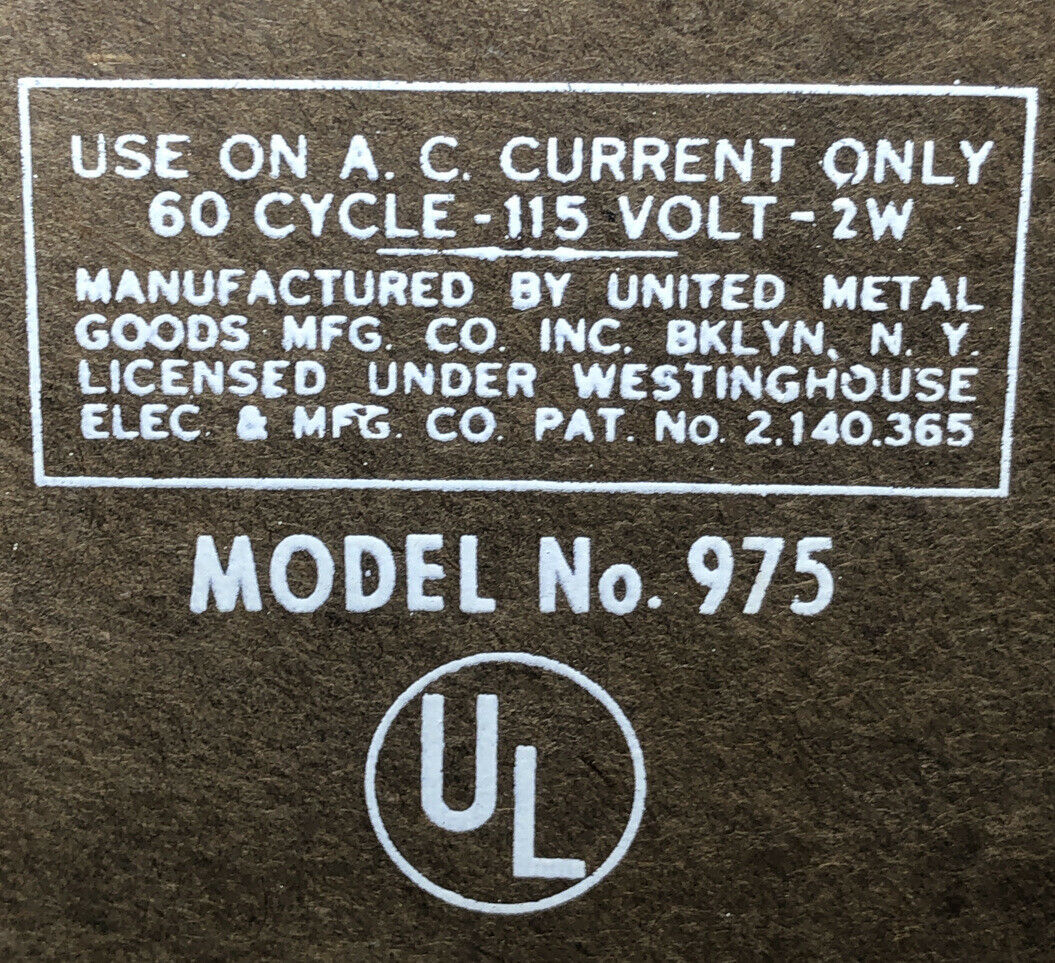 USE ON A. C. CURRENT ONLY
60 CYCLE - 115 VOLT - 2W
MANUFACTURED BY UNITED METAL
GOODS MFG. CO. INC. BKLYN, N. Y.
LICENSED UNDER WESTINGHOUSE
ELEC. & MFG. CO. PAT. No. 2.140.365
MODEL No. 975
UL